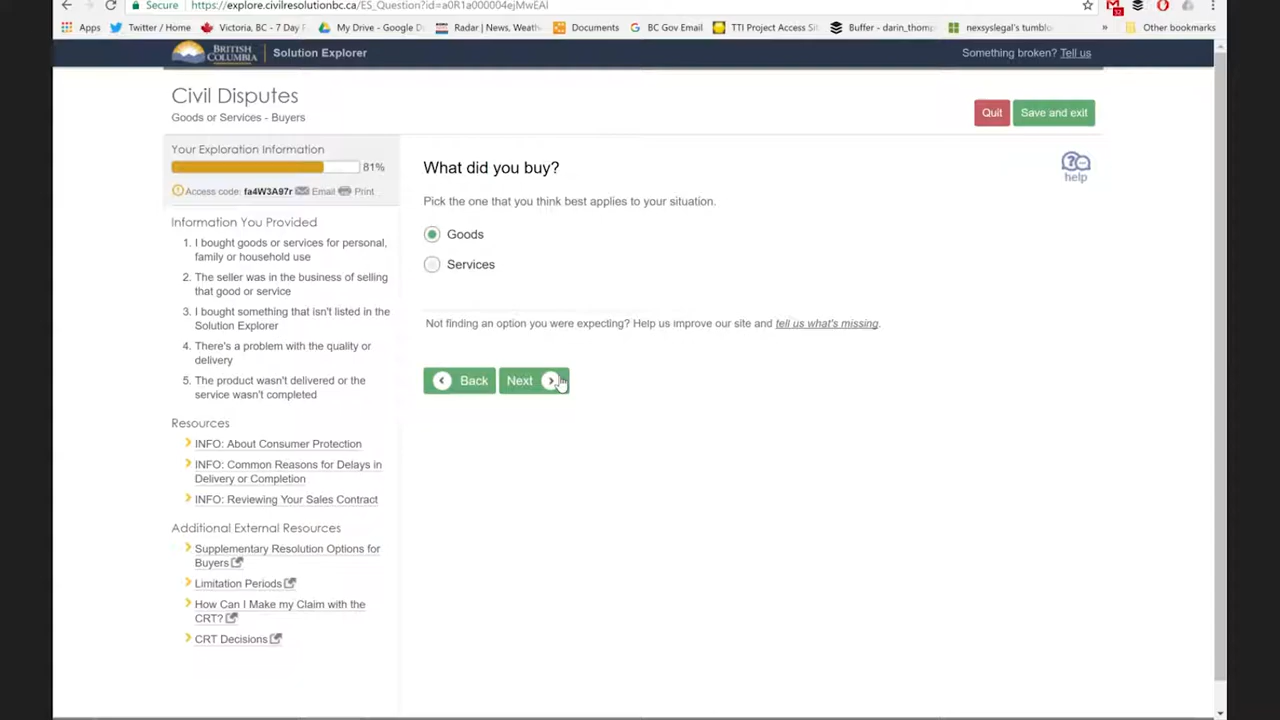 Secure
https://explore.civilresolutionbc.ca/ES_Question?id=a0R1a000004ejMwEAI
Apps
Twitter / Home
Victoria, BC - 7 Day F
My Drive - Google D
Radar | News, Weath
Documents
BC Gov Email
TTI Project Access Sit
Buffer - darin_thomp
nexsyslegal's tumblo
»
Other bookmarks
BRITISH COLUMBIA
Solution Explorer
Something broken? Tell us
Civil Disputes
Goods or Services - Buyers
Quit
Save and exit
Your Exploration Information
81%
Access code: fa4W3A97r Email Print
Information You Provided
1. I bought goods or services for personal,
family or household use
2. The seller was in the business of selling
that good or service
3. I bought something that isn't listed in the
Solution Explorer
4. There's a problem with the quality or
delivery
5. The product wasn't delivered or the
service wasn't completed
Resources
INFO: About Consumer Protection
INFO: Common Reasons for Delays in
Delivery or Completion
INFO: Reviewing Your Sales Contract
Additional External Resources
Supplementary Resolution Options for
Buyers
Limitation Periods
How Can I Make my Claim with the
CRT?
CRT Decisions
What did you buy?
help
Pick the one that you think best applies to your situation.
Goods
Services
Not finding an option you were expecting? Help us improve our site and tell us what's missing.
Back
Next